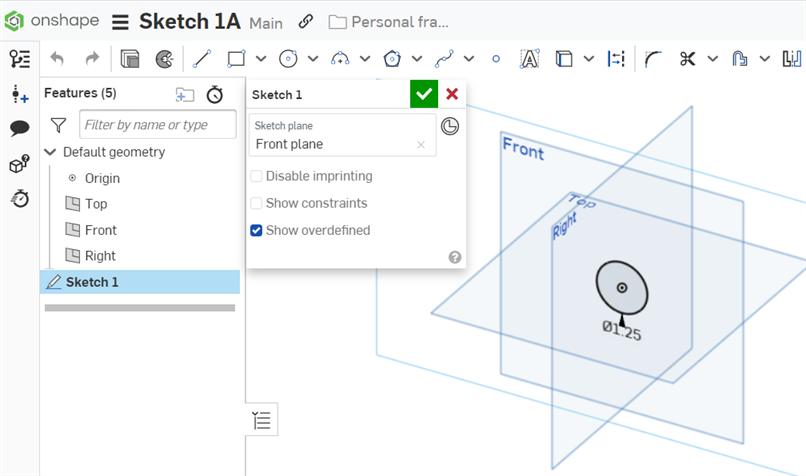 onshape Sketch 1A Main Personal fra...
Features (5)
Filter by name or type
Default geometry
Origin
Top
Front
Right
Sketch 1
Sketch 1
Sketch plane
Front plane
Disable imprinting
Show constraints
Show overdefined
Front
Top
Right
Ø1.25